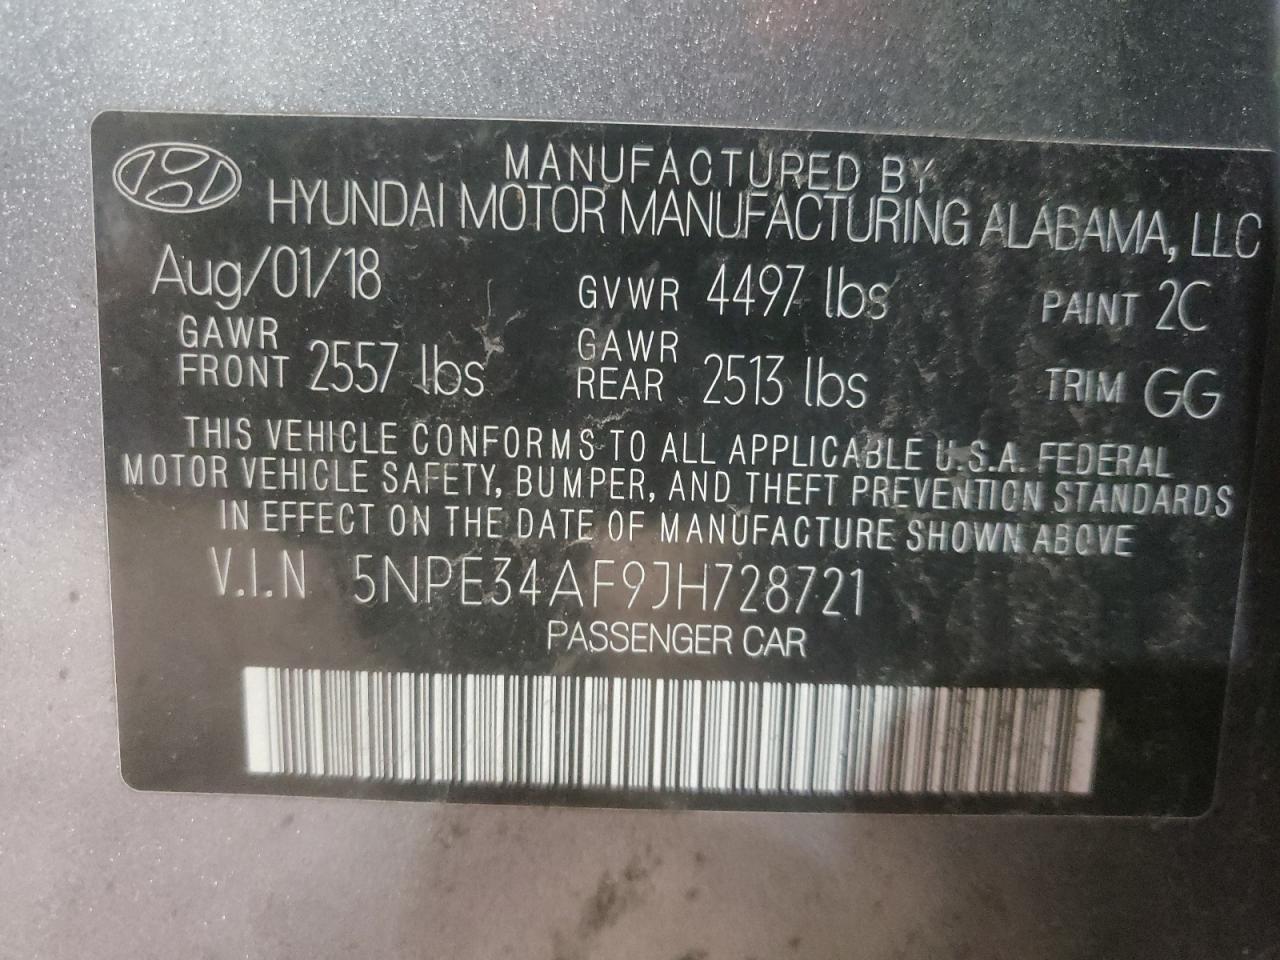 MANUFACTURED BY
HYUNDAI MOTOR MANUFACTURING ALABAMA, LLC
Aug/01/18 GVWR 4497 lbs PAINT 2C
GAWR FRONT 2557 lbs GAWR REAR 2513 lbs TRIM GG
THIS VEHICLE CONFORMS TO ALL APPLICABLE U.S.A. FEDERAL
MOTOR VEHICLE SAFETY, BUMPER, AND THEFT PREVENTION STANDARDS
IN EFFECT ON THE DATE OF MANUFACTURE SHOWN ABOVE
V.I.N 5NPE34AF9JH728721
PASSENGER CAR